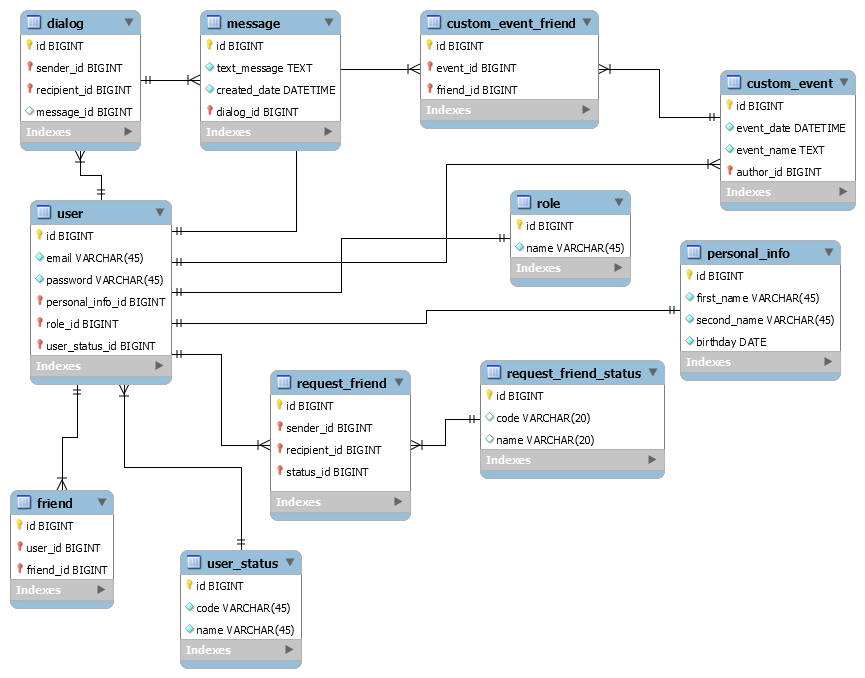 dialog
id BIGINT
sender_id BIGINT
recipient_id BIGINT
message_id BIGINT
Indexes
message
id BIGINT
text_message TEXT
created_date DATETIME
dialog_id BIGINT
Indexes
custom_event_friend
id BIGINT
event_id BIGINT
friend_id BIGINT
Indexes
custom_event
id BIGINT
event_date DATETIME
event_name TEXT
author_id BIGINT
Indexes
user
id BIGINT
email VARCHAR(45)
password VARCHAR(45)
personal_info_id BIGINT
role_id BIGINT
user_status_id BIGINT
Indexes
role
id BIGINT
name VARCHAR(45)
Indexes
personal_info
id BIGINT
first_name VARCHAR(45)
second_name VARCHAR(45)
birthday DATE
Indexes
request_friend
id BIGINT
sender_id BIGINT
recipient_id BIGINT
status_id BIGINT
Indexes
request_friend_status
id BIGINT
code VARCHAR(20)
name VARCHAR(20)
Indexes
friend
id BIGINT
user_id BIGINT
friend_id BIGINT
Indexes
user_status
id BIGINT
code VARCHAR(45)
name VARCHAR(45)
Indexes